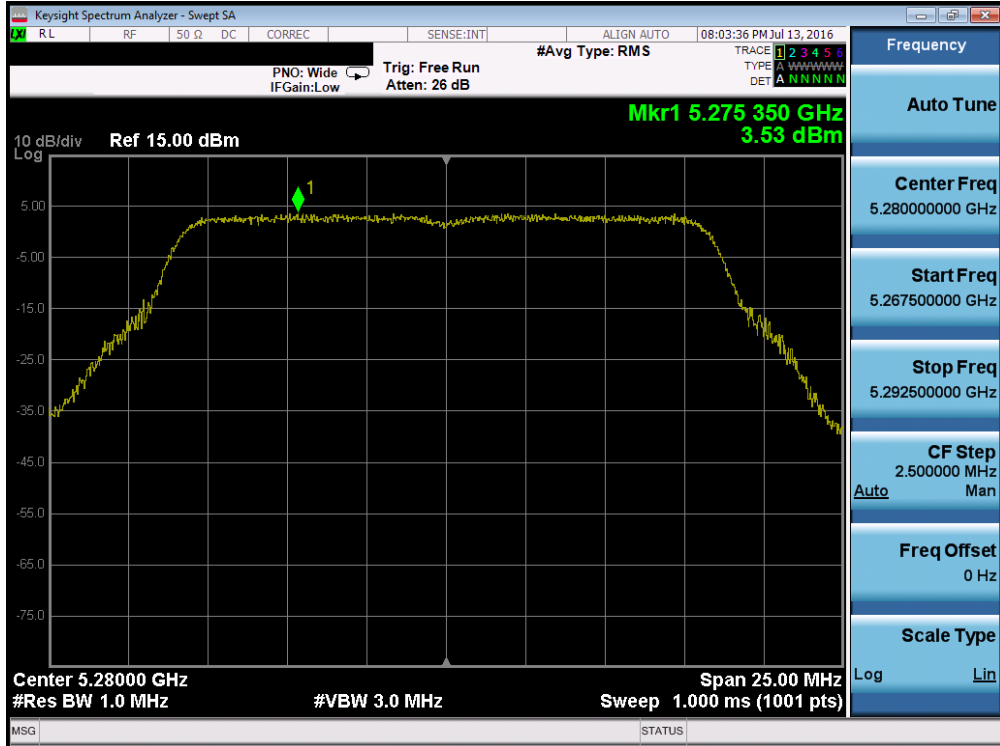 Keysight Spectrum Analyzer - Swept SA
LXI RL RF 50 Ω DC CORREC SENSE:INT ALIGN AUTO 08:03:36 PM Jul 13, 2016
#Avg Type: RMS
TRACE 1 2 3 4 5 6
TYPE A WWWWW
DET A N N N N N
PNO: Wide
IFGain:Low
Trig: Free Run
Atten: 26 dB
Mkr1 5.275 350 GHz
3.53 dBm
10 dB/div Ref 15.00 dBm
Log
1
5.00
-5.00
-15.0
-25.0
-35.0
-45.0
-55.0
-65.0
-75.0
Center 5.28000 GHz Span 25.00 MHz
#Res BW 1.0 MHz #VBW 3.0 MHz Sweep 1.000 ms (1001 pts)
MSG STATUS
Frequency
Auto Tune
Center Freq
5.280000000 GHz
Start Freq
5.267500000 GHz
Stop Freq
5.292500000 GHz
CF Step
2.500000 MHz
Auto Man
Freq Offset
0 Hz
Scale Type
Log Lin